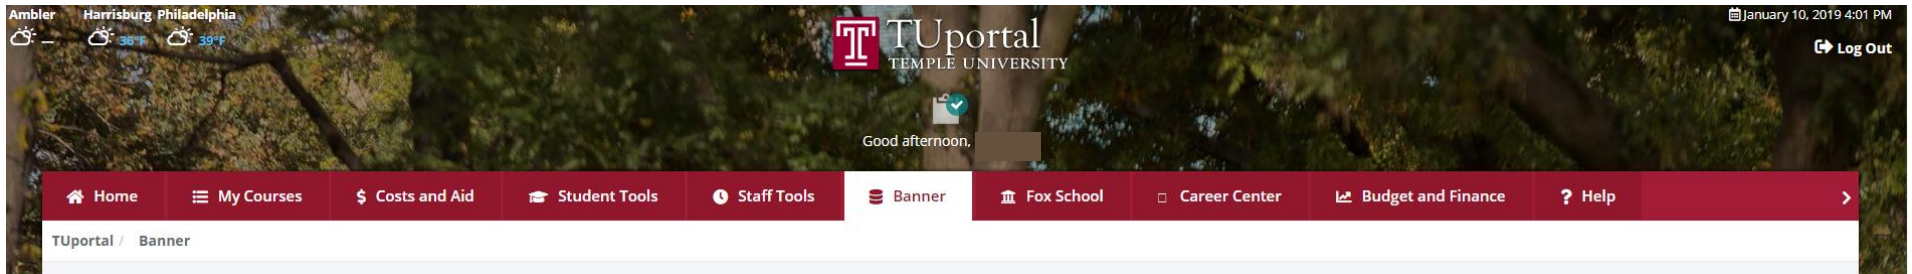 Ambler Harrisburg Philadelphia
— 36°F 39°F
January 10, 2019 4:01 PM
Log Out
T TUportal
TEMPLE UNIVERSITY
Good afternoon,
Home My Courses $ Costs and Aid Student Tools Staff Tools Banner Fox School Career Center Budget and Finance ? Help
TUportal / Banner